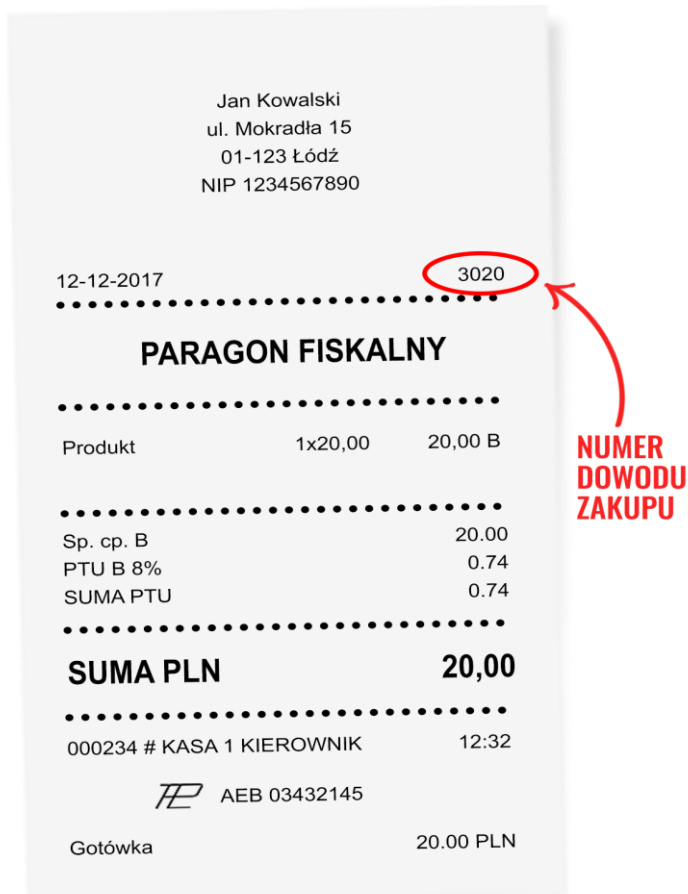 Jan Kowalski
ul. Mokradła 15
01-123 Łódź
NIP 1234567890
12-12-2017 3020
PARAGON FISKALNY
Produkt 1x20,00 20,00 B
Sp. cp. B 20.00
PTU B 8% 0.74
SUMA PTU 0.74
SUMA PLN 20,00
000234 # KASA 1 KIEROWNIK 12:32
AEB 03432145
Gotówka 20.00 PLN
NUMER
DOWODU
ZAKUPU